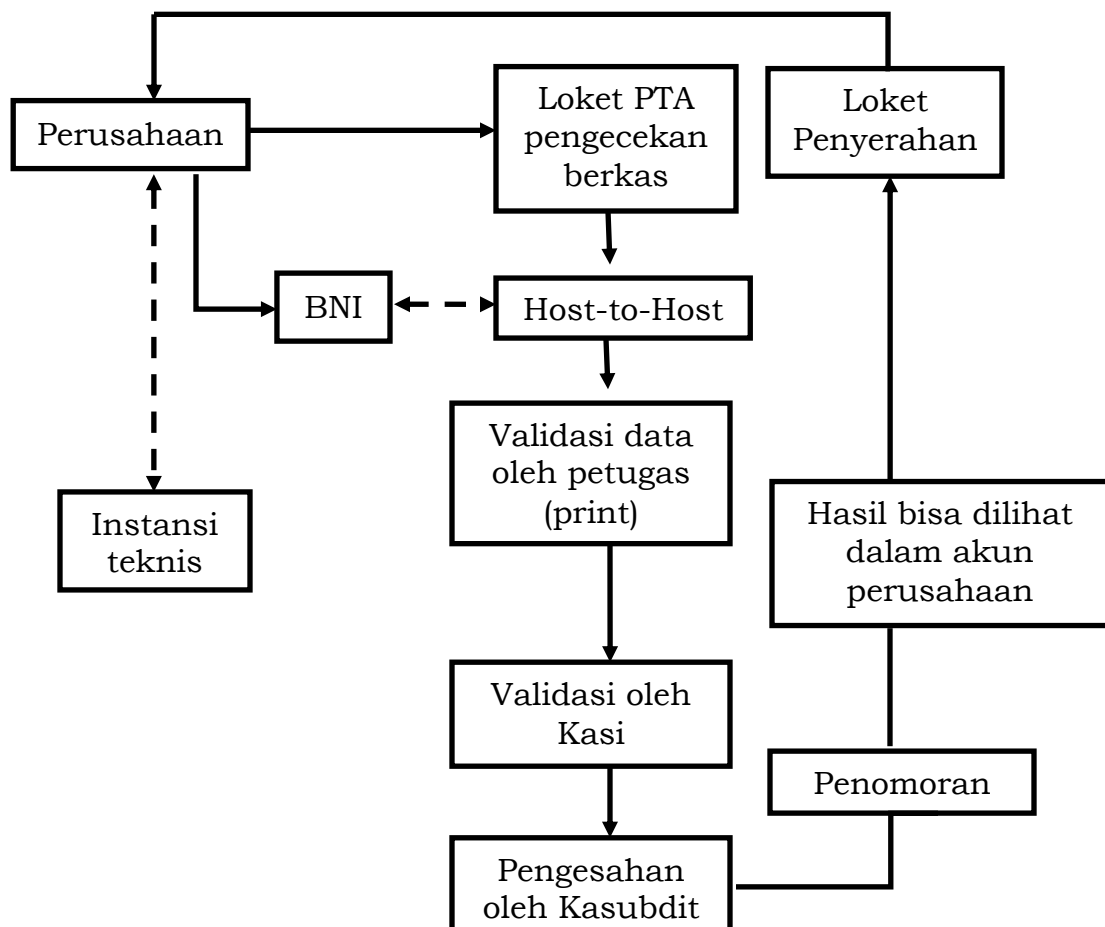 Perusahaan
Loket PTA
pengecekan
berkas
Loket
Penyerahan
BNI
Host-to-Host
Validasi data
oleh petugas
(print)
Instansi
teknis
Hasil bisa dilihat
dalam akun
perusahaan
Validasi oleh
Kasi
Penomoran
Pengesahan
oleh Kasubdit